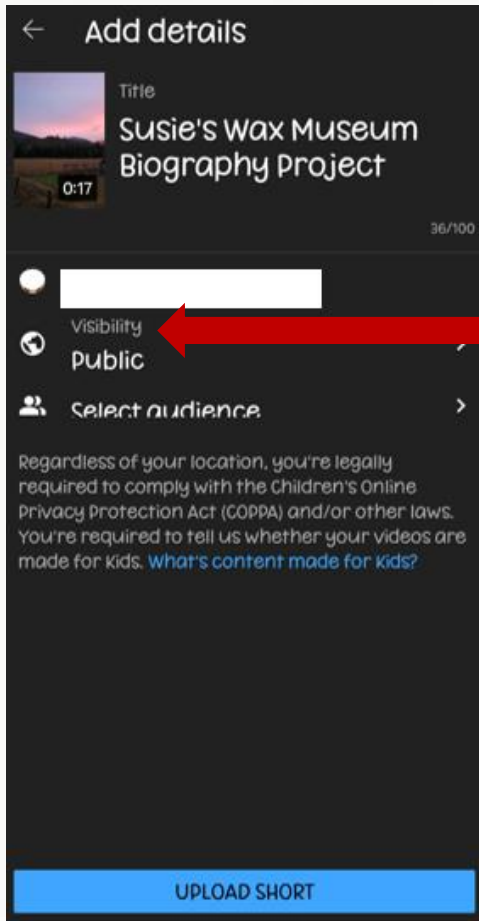 Add details
Title
Susie's Wax Museum
Biography Project
0:17
36/100
Visibility
Public
Select audience
Regardless of your location, you're legally
required to comply with the Children's Online
Privacy Protection Act (COPPA) and/or other laws.
You're required to tell us whether your videos are
made for Kids. What's content made for Kids?
UPLOAD SHORT